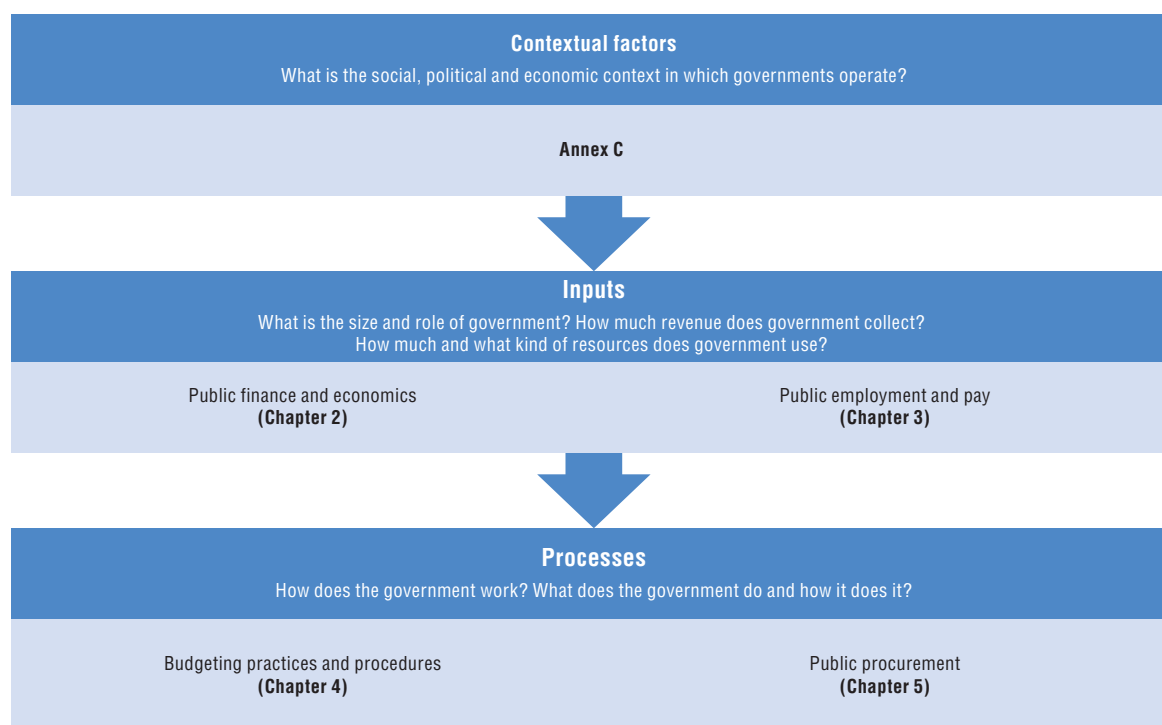 Contextual factors
What is the social, political and economic context in which governments operate?
Annex C
Inputs
What is the size and role of government? How much revenue does government collect?
How much and what kind of resources does government use?
Public finance and economics
(Chapter 2)
Public employment and pay
(Chapter 3)
Processes
How does the government work? What does the government do and how it does it?
Budgeting practices and procedures
(Chapter 4)
Public procurement
(Chapter 5)